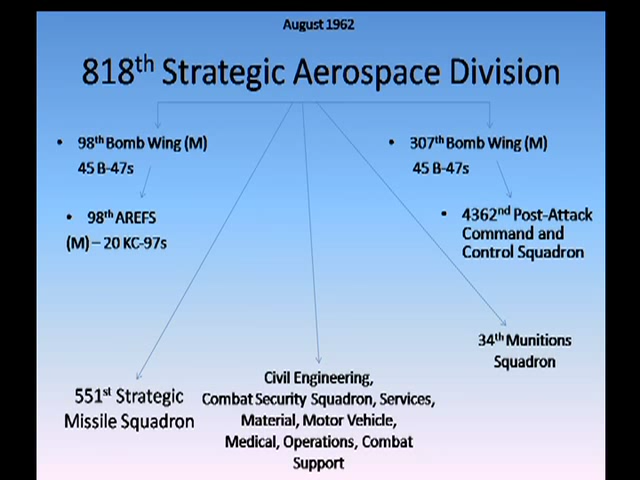 August 1962
818th Strategic Aerospace Division
• 98th Bomb Wing (M)
45 B-47s
• 307th Bomb Wing (M)
45 B-47s
• 98th AREFS
(M) – 20 KC-97s
• 4362nd Post-Attack
Command and
Control Squadron
34th Munitions
Squadron
551st Strategic
Missile Squadron
Civil Engineering,
Combat Security Squadron, Services,
Material, Motor Vehicle,
Medical, Operations, Combat
Support